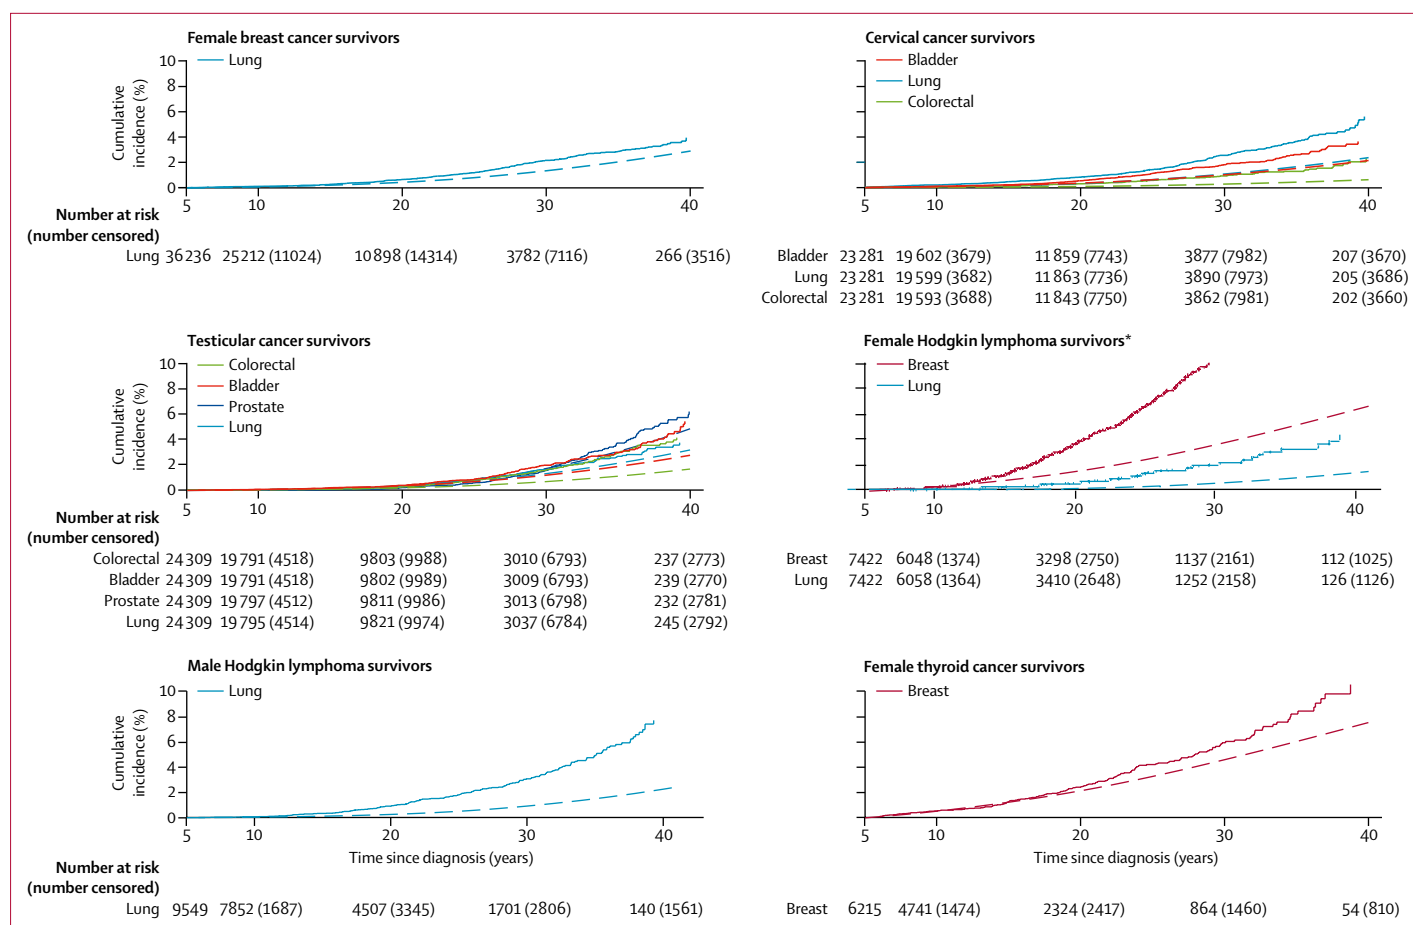 Female breast cancer survivors
Lung
Cumulative
incidence (%)
10
8
6
4
2
0
5 10 20 30 40
Number at risk
(number censored)
Lung 36 236 25 212 (11 024) 10 898 (14 314) 3782 (7116) 266 (3516)
Cervical cancer survivors
Bladder
Lung
Colorectal
5 10 20 30 40
Bladder 23 281 19 602 (3679) 11 859 (7743) 3877 (7982) 207 (3670)
Lung 23 281 19 599 (3682) 11 863 (7736) 3890 (7973) 205 (3686)
Colorectal 23 281 19 593 (3688) 11 843 (7750) 3862 (7981) 202 (3660)
Testicular cancer survivors
Colorectal
Bladder
Prostate
Lung
Cumulative
incidence (%)
10
8
6
4
2
0
5 10 20 30 40
Number at risk
(number censored)
Colorectal 24 309 19 791 (4518) 9803 (9988) 3010 (6793) 237 (2773)
Bladder 24 309 19 791 (4518) 9802 (9989) 3009 (6793) 239 (2770)
Prostate 24 309 19 797 (4512) 9811 (9986) 3013 (6798) 232 (2781)
Lung 24 309 19 795 (4514) 9821 (9974) 3037 (6784) 245 (2792)
Female Hodgkin lymphoma survivors*
Breast
Lung
5 10 20 30 40
Breast 7422 6048 (1374) 3298 (2750) 1137 (2161) 112 (1025)
Lung 7422 6058 (1364) 3410 (2648) 1252 (2158) 126 (1126)
Male Hodgkin lymphoma survivors
Lung
Cumulative
incidence (%)
10
8
6
4
2
0
5 10 20 30 40
Time since diagnosis (years)
Number at risk
(number censored)
Lung 9549 7852 (1687) 4507 (3345) 1701 (2806) 140 (1561)
Female thyroid cancer survivors
Breast
5 10 20 30 40
Time since diagnosis (years)
Breast 6215 4741 (1474) 2324 (2417) 864 (1460) 54 (810)